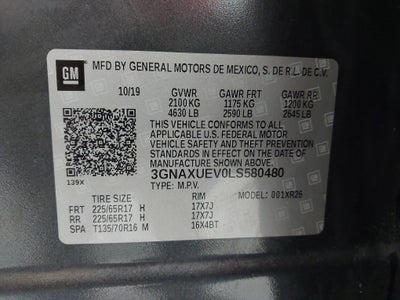 GM
MFD BY GENERAL MOTORS DE MEXICO, S. DE R.L. DE C.V.
10/19 GVWR GAWR FRT GAWR RR
2100 KG 1175 KG 1200 KG
4630 LB 2590 LB 2645 LB
THIS VEHICLE CONFORMS TO ALL
APPLICABLE U.S. FEDERAL MOTOR
VEHICLE SAFETY AND THEFT PREVENTION
STANDARDS IN EFFECT ON THE DATE OF
MANUFACTURE SHOWN ABOVE.
139X 3GNAXUEV0LS580480
TYPE: M.P.V. MODEL: 001XR26
TIRE SIZE RIM
FRT 225/65R17 H 17X7J
RR 225/65R17 H 17X7J
SPA T135/70R16 M 16X4BT